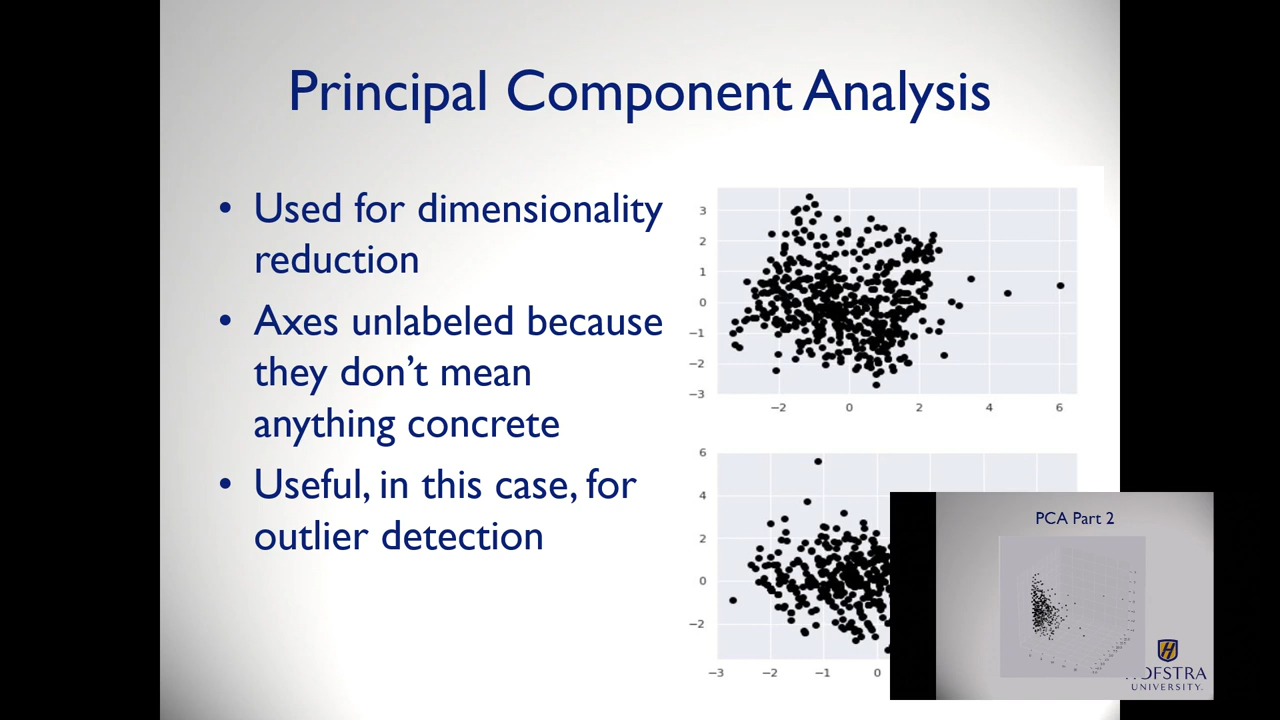 Principal Component Analysis
• Used for dimensionality
reduction
• Axes unlabeled because
they don’t mean
anything concrete
• Useful, in this case, for
outlier detection
3
2
1
0
−1
−2
−3
−2 0 2 4 6
6
4
2
0
−2
−3 −2 −1 0
PCA Part 2
HOFSTRA
UNIVERSITY.